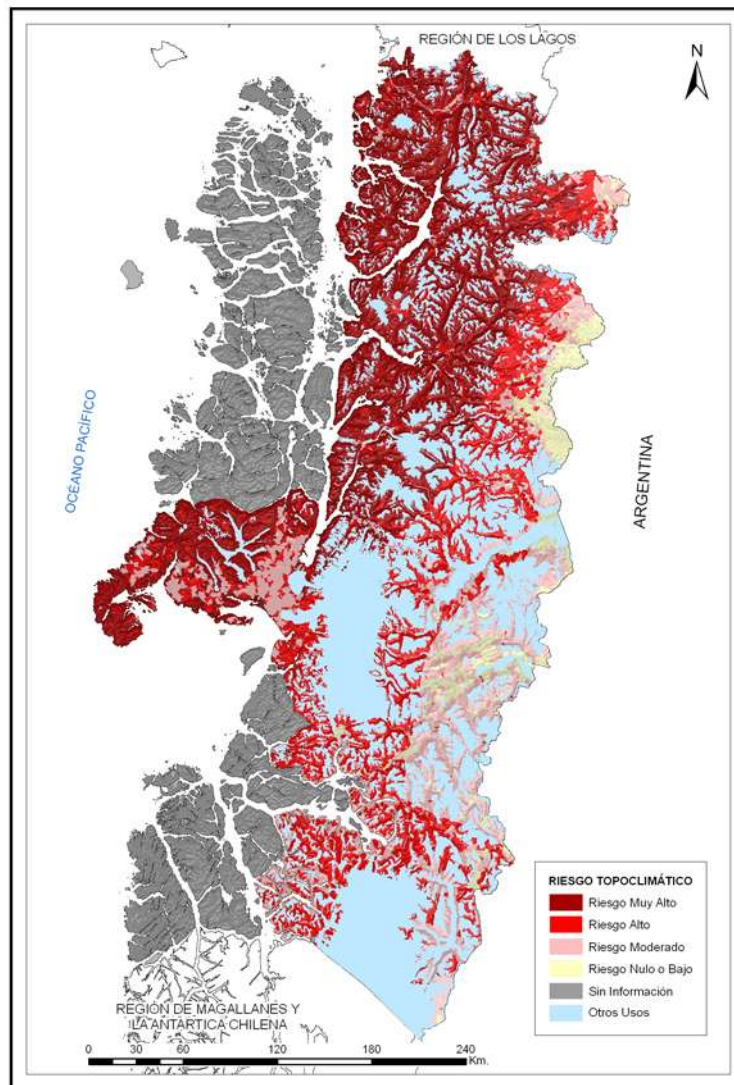 REGIÓN DE LOS LAGOS
N
OCÉANO PACÍFICO
ARGENTINA
RIESGO TOPOCLIMÁTICO
Riesgo Muy Alto
Riesgo Alto
Riesgo Moderado
Riesgo Nulo o Bajo
Sin Información
Otros Usos
REGIÓN DE MAGALLANES Y
LA ANTÁRTICA CHILENA
0 30 60 120 180 240
Km.